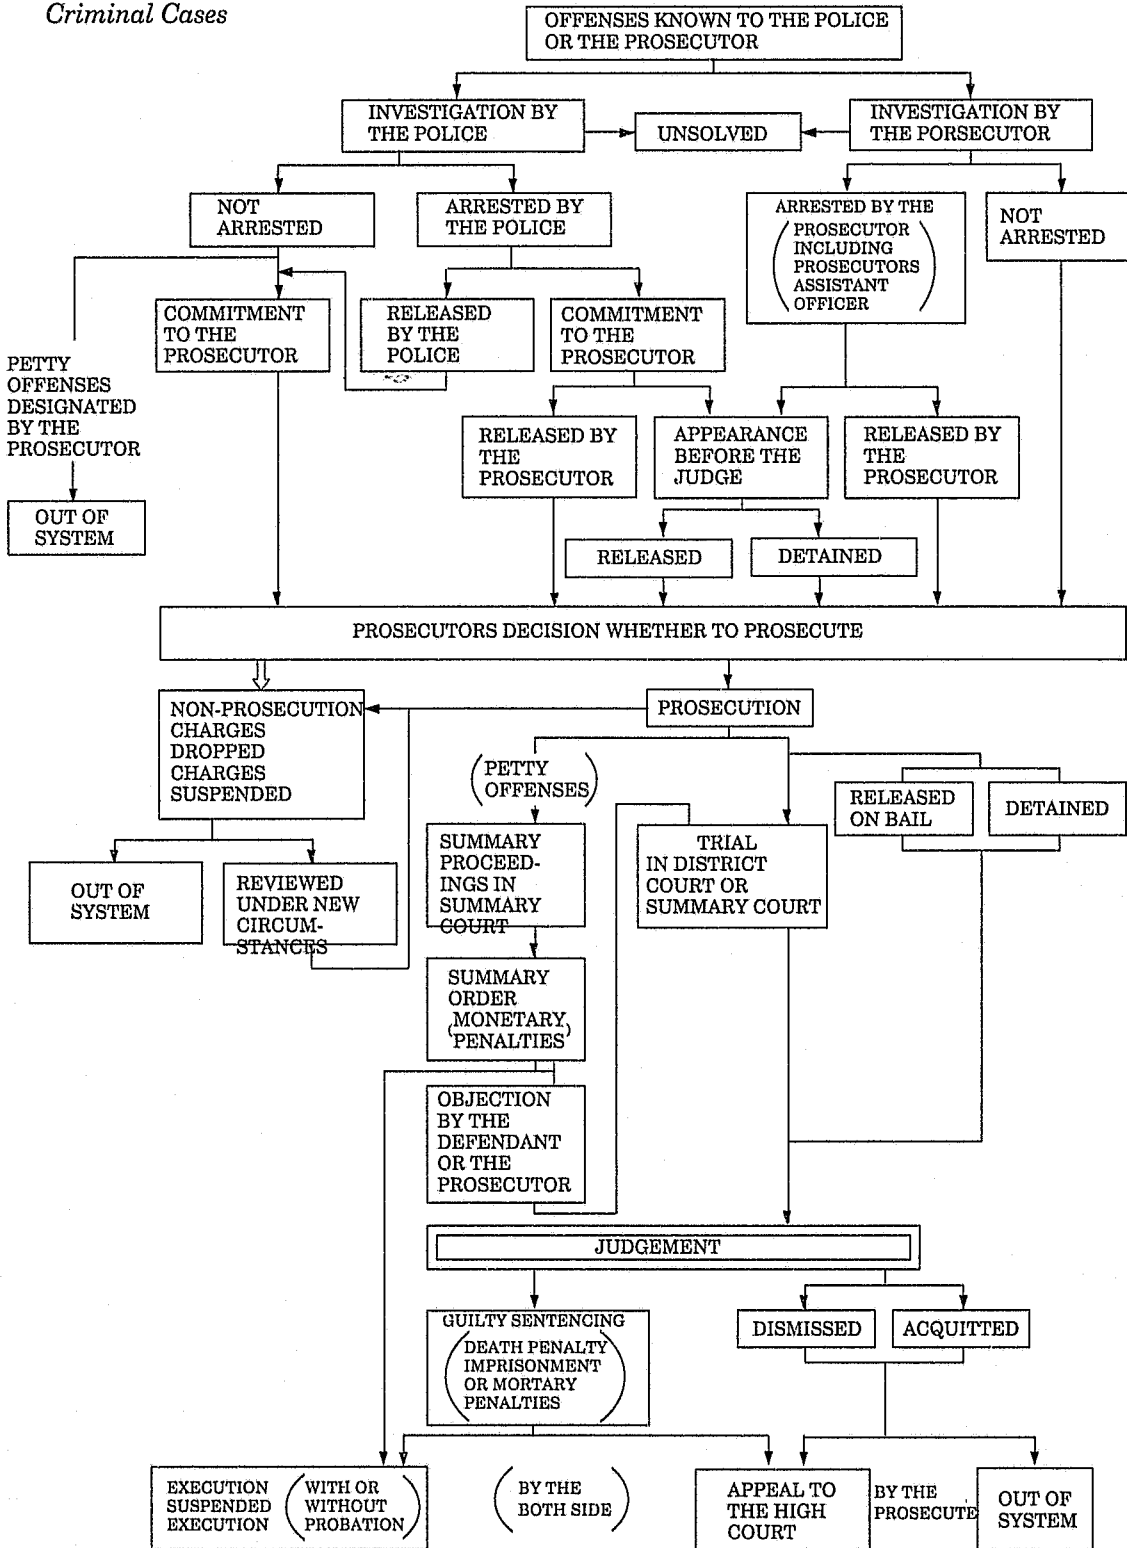 Criminal Cases
OFFENSES KNOWN TO THE POLICE
OR THE PROSECUTOR
INVESTIGATION BY
THE POLICE
UNSOLVED
INVESTIGATION BY
THE PORSECUTOR
NOT
ARRESTED
ARRESTED BY
THE POLICE
ARRESTED BY THE
(PROSECUTOR
INCLUDING
PROSECUTORS
ASSISTANT
OFFICER)
NOT
ARRESTED
COMMITMENT
TO THE
PROSECUTOR
RELEASED
BY THE
POLICE
COMMITMENT
TO THE
PROSECUTOR
PETTY
OFFENSES
DESIGNATED
BY THE
PROSECUTOR
OUT OF
SYSTEM
RELEASED BY
THE
PROSECUTOR
APPEARANCE
BEFORE THE
JUDGE
RELEASED BY
THE
PROSECUTOR
RELEASED
DETAINED
PROSECUTORS DECISION WHETHER TO PROSECUTE
NON-PROSECUTION
CHARGES
DROPPED
CHARGES
SUSPENDED
PROSECUTION
(PETTY
OFFENSES)
RELEASED
ON BAIL
DETAINED
OUT OF
SYSTEM
REVIEWED
UNDER NEW
CIRCUM-
STANCES
SUMMARY
PROCEED-
INGS IN
SUMMARY
COURT
TRIAL
IN DISTRICT
COURT OR
SUMMARY COURT
SUMMARY
ORDER
(MONETARY
PENALTIES)
OBJECTION
BY THE
DEFENDANT
OR THE
PROSECUTOR
JUDGEMENT
GUILTY SENTENCING
(DEATH PENALTY
IMPRISONMENT
OR MORTARY
PENALTIES)
DISMISSED
ACQUITTED
EXECUTION
SUSPENDED
EXECUTION
(WITH OR
WITHOUT
PROBATION)
(BY THE
BOTH SIDE)
APPEAL TO
THE HIGH
COURT
BY THE
PROSECUTE
OUT OF
SYSTEM